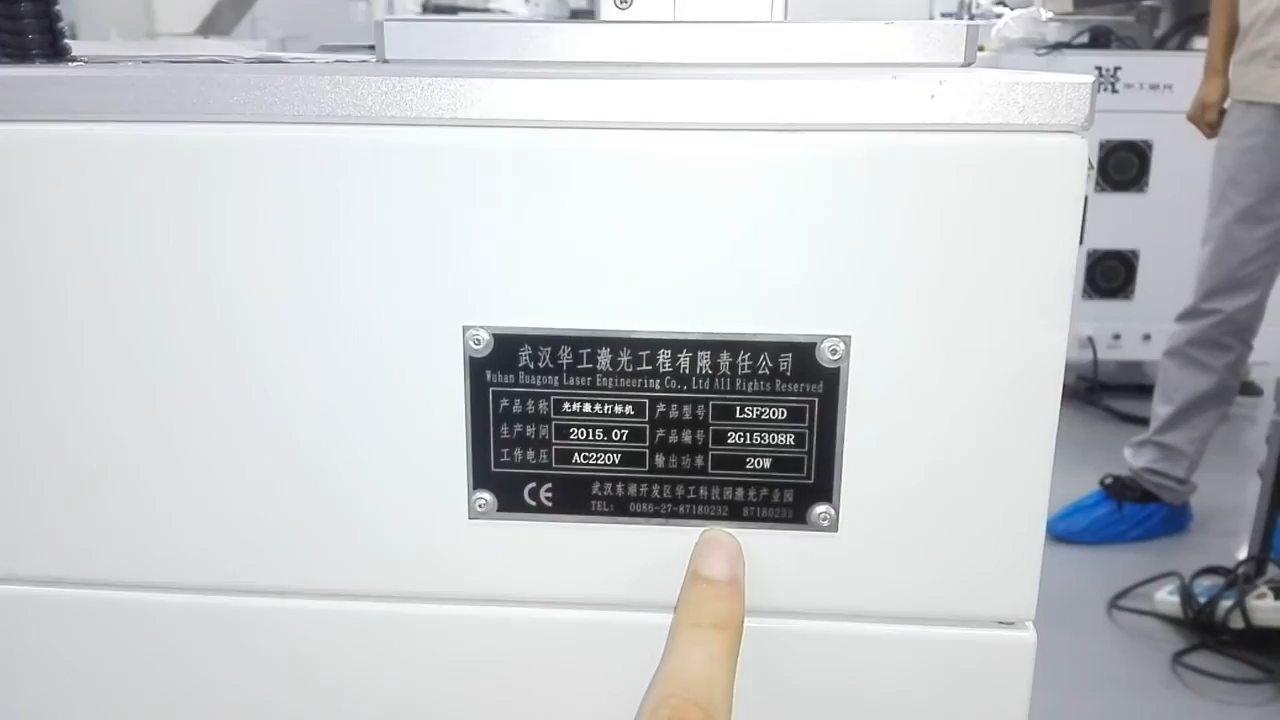 武汉华工激光工程有限责任公司
Wuhan Huagong Laser Engineering Co., Ltd All Rights Reserved
产品名称 光纤激光打标机 产品型号 LSF20D
生产时间 2015.07 产品编号 2G15308R
工作电压 AC220V 输出功率 20W
CE 武汉东湖开发区华工科技园激光产业园
TEL: 0086-27-87180232 87180233